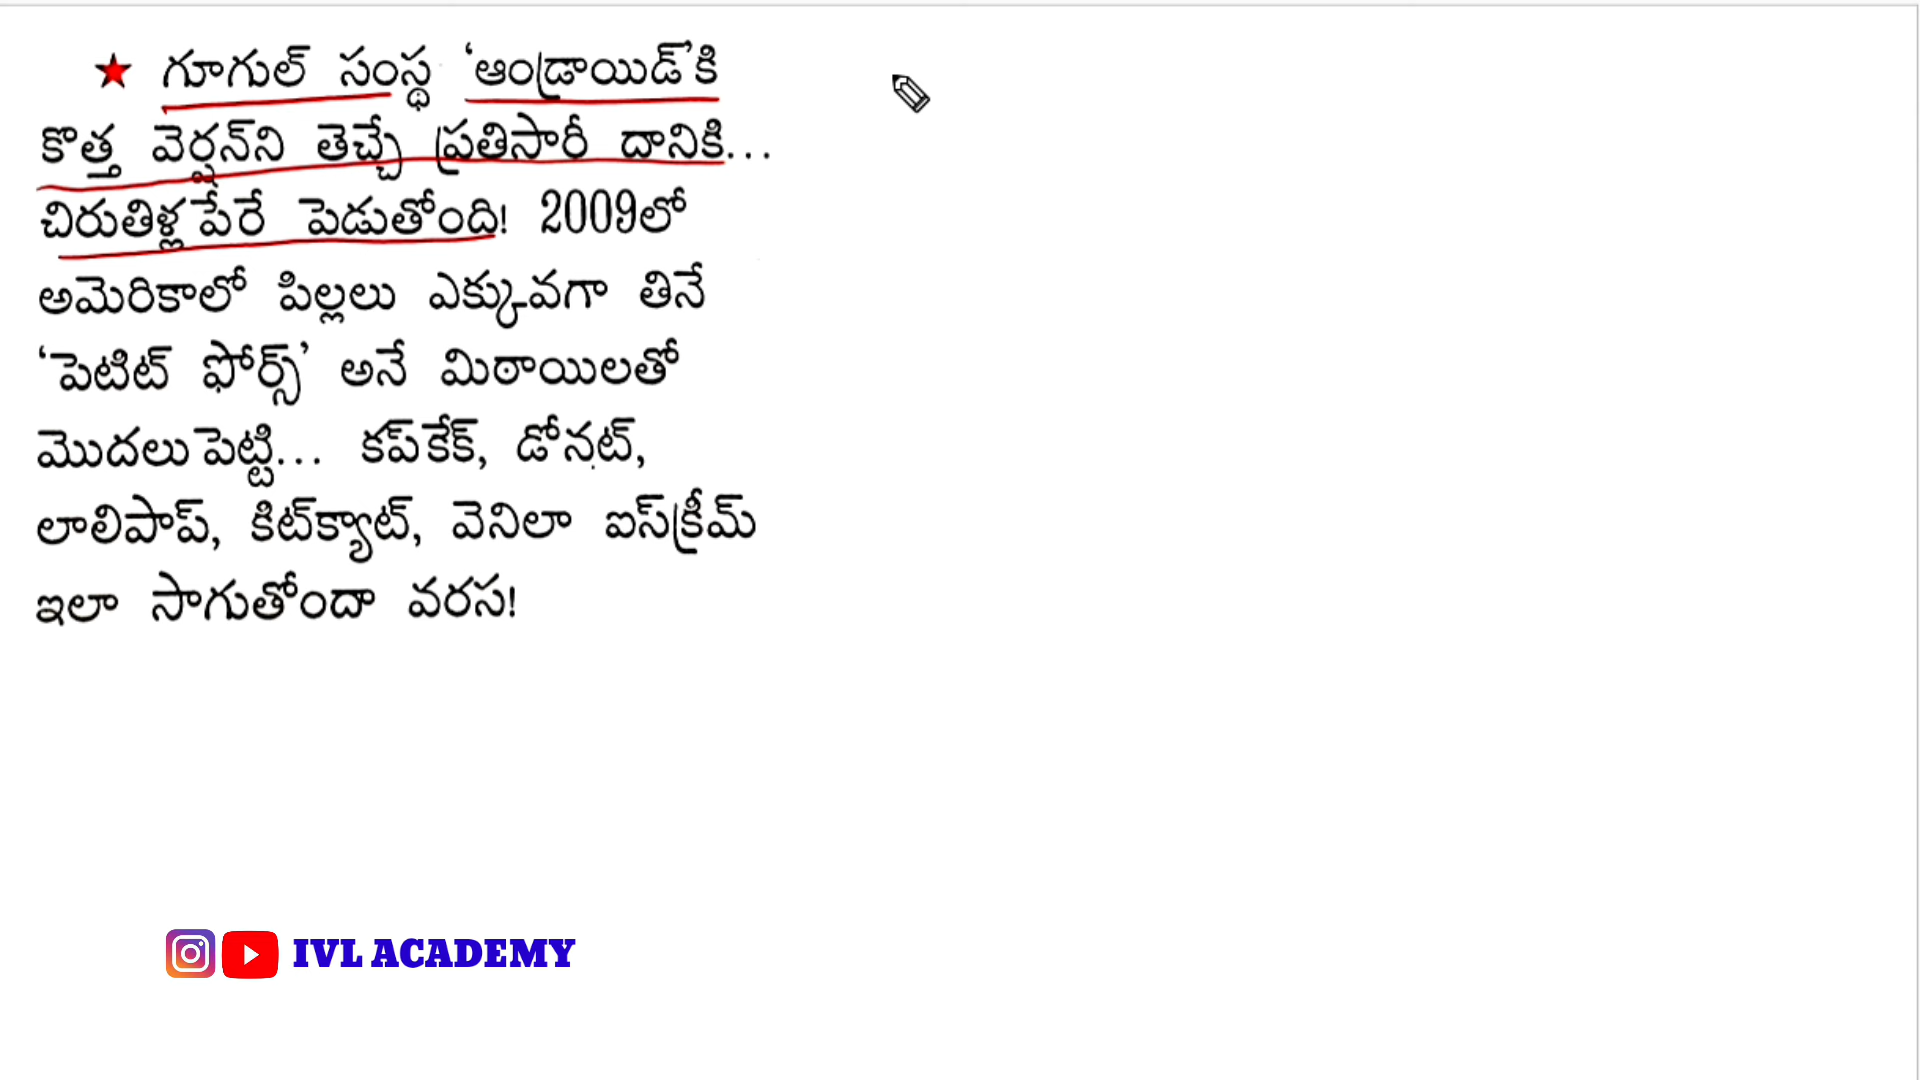 ★ గూగుల్ సంస్థ ‘ఆండ్రాయిడ్’కి
కొత్త వెర్షన్‌ని తెచ్చే ప్రతిసారీ దానికి...
చిరుతిళ్లపేరే పెడుతోంది! 2009లో
అమెరికాలో పిల్లలు ఎక్కువగా తినే
‘పెటిట్ ఫోర్స్’ అనే మిఠాయిలతో
మొదలుపెట్టి... కప్‌కేక్, డోనట్,
లాలిపాప్, కిట్‌క్యాట్, వెనిలా ఐస్‌క్రీమ్
ఇలా సాగుతోందా వరస!
IVL ACADEMY